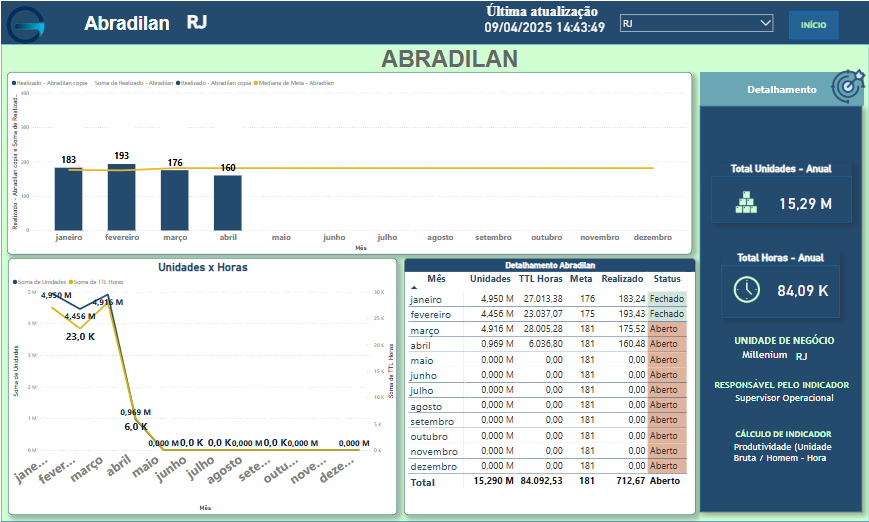 Abradilan RJ
Última atualização
09/04/2025 14:43:49
RJ
INÍCIO
ABRADILAN
Realizado - Abradilan copia Soma de Realizado - Abradilan Realizado - Abradilan copia Mediana de Meta - Abradilan
Realizado - Abradilan copia e Soma de Realizad...
400
300
200
100
0
183
193
176
160
janeiro fevereiro março abril maio junho julho agosto setembro outubro novembro dezembro
Mês
Unidades x Horas
Soma de Unidades Soma de TTL Horas
Soma de Unidades
5 M
4 M
3 M
2 M
1 M
0 M
4,950 M
4,456 M
4,916 M
23,0 K
0,969 M
6,0 K
0,000 M 0,0 K 0,0 K 0,000 M 0,0 K 0,000 M 0,000 M
30 K
25 K
20 K
15 K
10 K
5 K
0 K
Soma de TTL Horas
jane... fever... março abril maio junho julho agosto sete... outu... nove... deze...
Mês
Detalhamento Abradilan
Mês Unidades TTL Horas Meta Realizado Status
janeiro 4,950 M 27.013,38 176 183,24 Fechado
fevereiro 4,456 M 23.037,07 175 193,43 Fechado
março 4,916 M 28.005,28 181 175,52 Aberto
abril 0,969 M 6.036,80 181 160,48 Aberto
maio 0,000 M 0,00 181 0,00 Aberto
junho 0,000 M 0,00 181 0,00 Aberto
julho 0,000 M 0,00 181 0,00 Aberto
agosto 0,000 M 0,00 181 0,00 Aberto
setembro 0,000 M 0,00 181 0,00 Aberto
outubro 0,000 M 0,00 181 0,00 Aberto
novembro 0,000 M 0,00 181 0,00 Aberto
dezembro 0,000 M 0,00 181 0,00 Aberto
Total 15,290 M 84.092,53 181 712,67 Aberto
Detalhamento
Total Unidades - Anual
15,29 M
Total Horas - Anual
84,09 K
UNIDADE DE NEGÓCIO
Millenium RJ
RESPONSÁVEL PELO INDICADOR
Supervisor Operacional
CÁLCULO DE INDICADOR
Produtividade (Unidade
Bruta / Homem - Hora